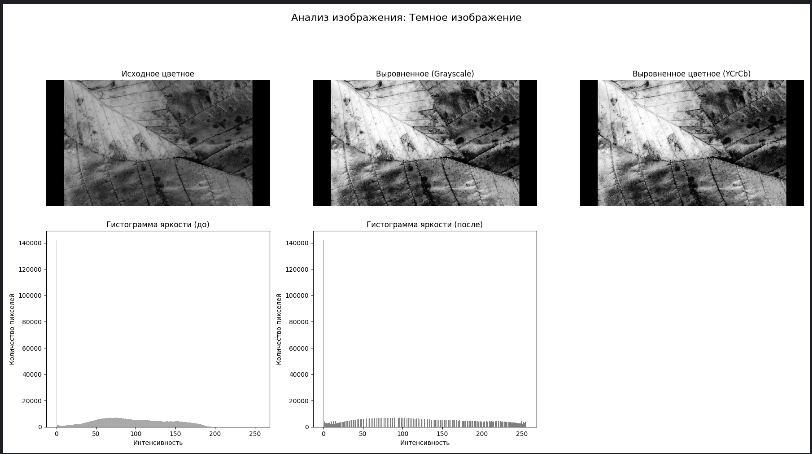 Анализ изображения: Темное изображение
Исходное цветное
Выровненное (Grayscale)
Выровненное цветное (YCrCb)
Гистограмма яркости (до)
Гистограмма яркости (после)
Количество пикселей
140000
120000
100000
80000
60000
40000
20000
0
0 50 100 150 200 250
Интенсивность
Количество пикселей
140000
120000
100000
80000
60000
40000
20000
0
0 50 100 150 200 250
Интенсивность